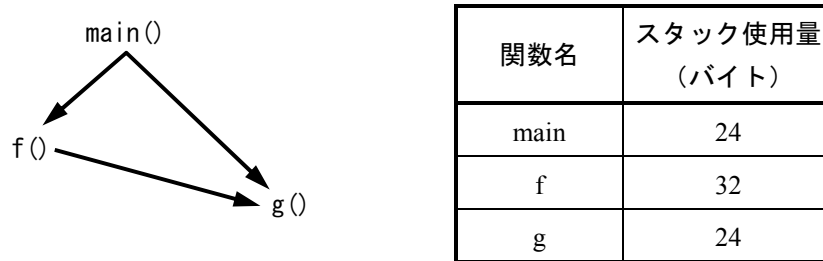 main()
f()
g()
関数名 スタック使用量
（バイト）
main 24
f 32
g 24